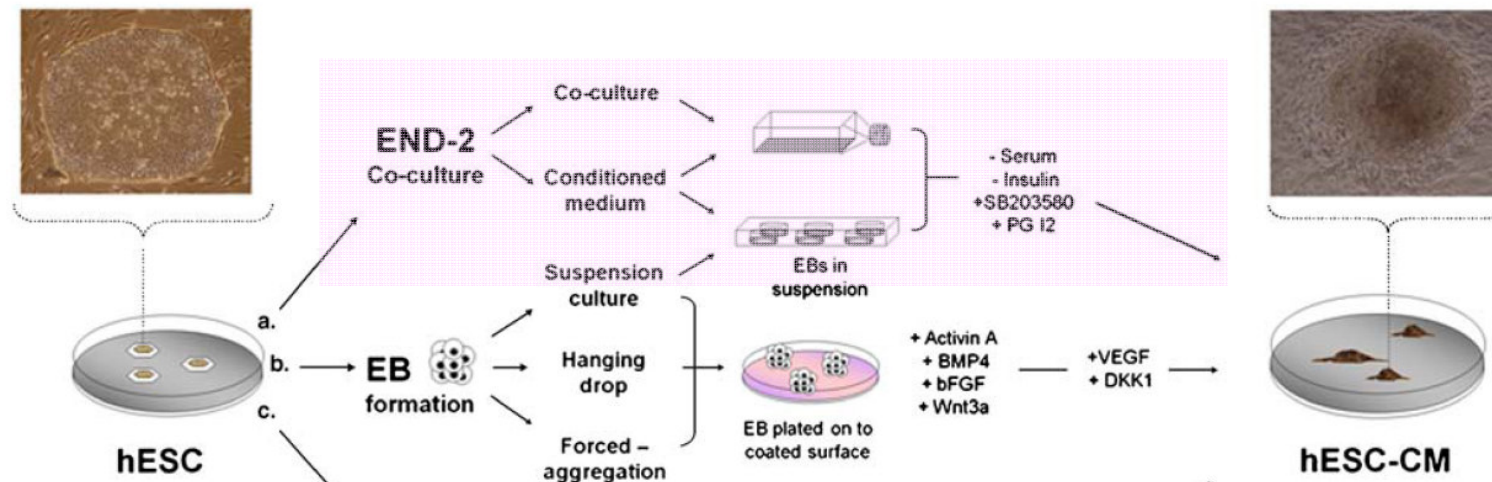 END-2
Co-culture
Co-culture
Conditioned
medium
- Serum
- Insulin
+SB203580
+ PG I2
EBs in
suspension
a.
b.
c.
hESC
EB
formation
Suspension
culture
Hanging
drop
Forced –
aggregation
EB plated on to
coated surface
+ Activin A
+ BMP4
+ bFGF
+ Wnt3a
+VEGF
+ DKK1
hESC-CM